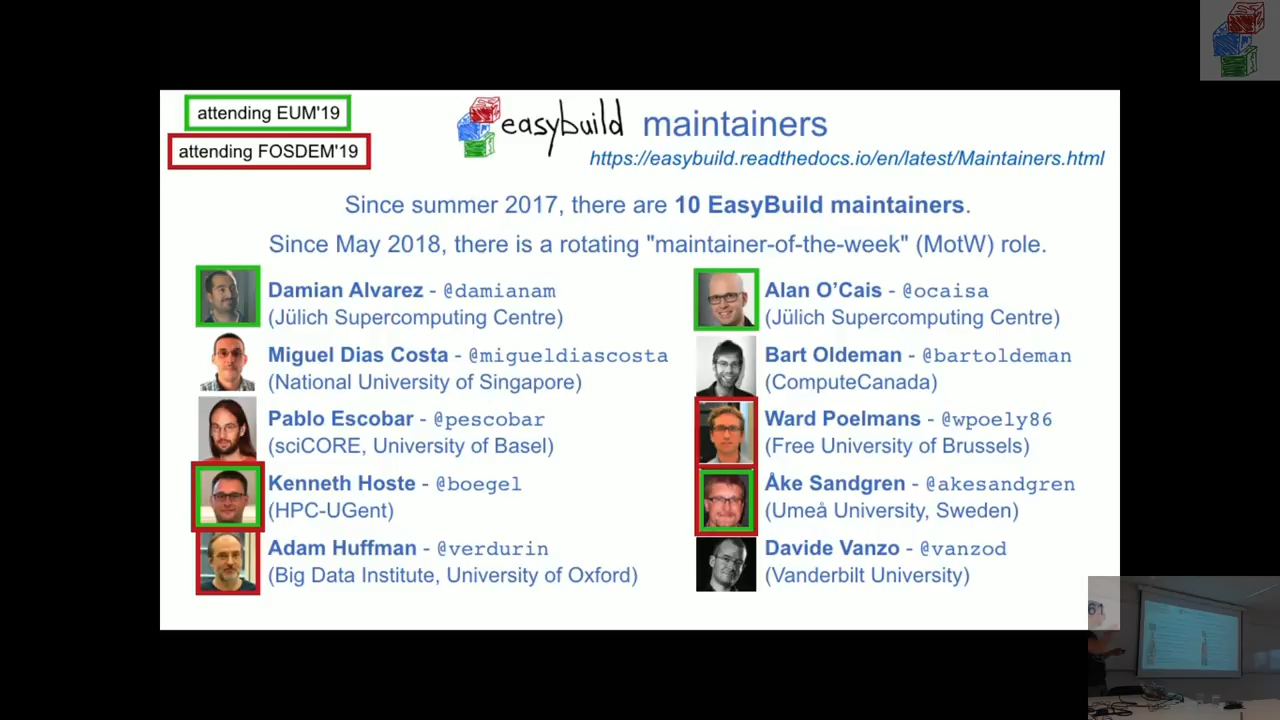 attending EUM'19
attending FOSDEM'19
easybuild maintainers
https://easybuild.readthedocs.io/en/latest/Maintainers.html
Since summer 2017, there are 10 EasyBuild maintainers.
Since May 2018, there is a rotating "maintainer-of-the-week" (MotW) role.
Damian Alvarez - @damianam
(Jülich Supercomputing Centre)
Miguel Dias Costa - @migueldiascosta
(National University of Singapore)
Pablo Escobar - @pescobar
(sciCORE, University of Basel)
Kenneth Hoste - @boegel
(HPC-UGent)
Adam Huffman - @verdurin
(Big Data Institute, University of Oxford)
Alan O’Cais - @ocaisa
(Jülich Supercomputing Centre)
Bart Oldeman - @bartoldeman
(ComputeCanada)
Ward Poelmans - @wpoely86
(Free University of Brussels)
Åke Sandgren - @akesandgren
(Umeå University, Sweden)
Davide Vanzo - @vanzod
(Vanderbilt University)